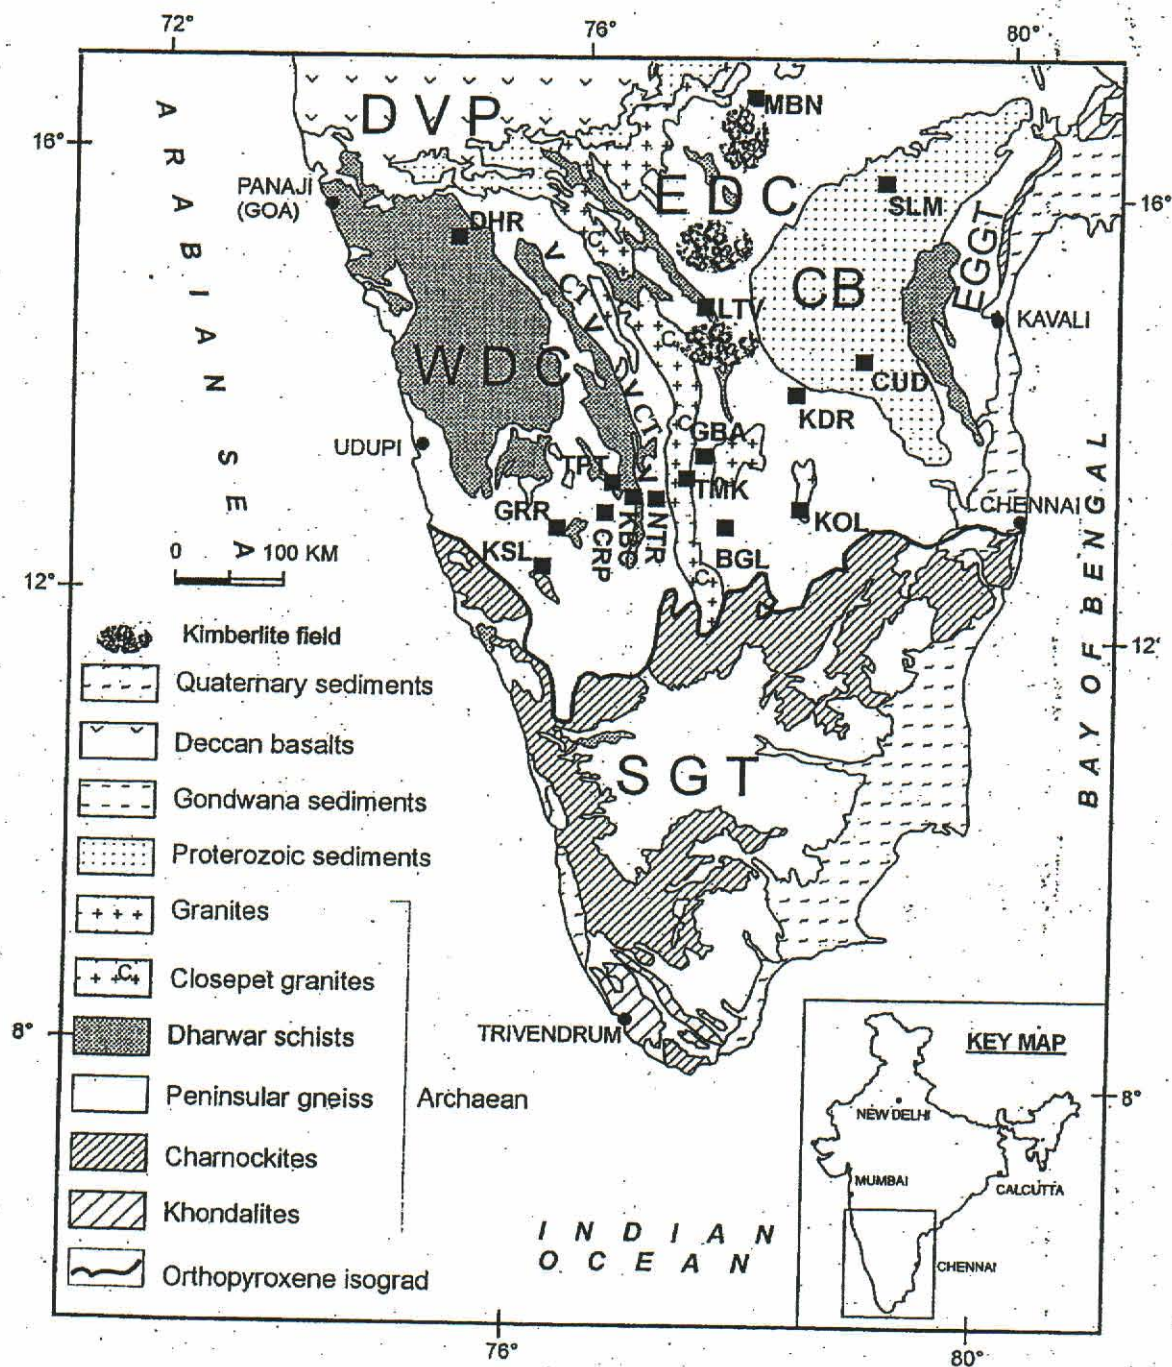 72°
76°
80°
16°
16°
12°
12°
8°
8°
76°
80°
ARABIAN SEA
BAY OF BENGAL
INDIAN
OCEAN
DVP
EDC
WDC
CB
EGGT
SGT
MBN
PANAJI
(GOA)
DHR
SLM
V
CT
V
C
LTV
C
KAVALI
CUD
KDR
V
CT
V
C
GBA
UDUPI
TPT
TMK
GRR
KSL
CRP
KBC
NTR
BGL
KOL
CHENNAI
C
TRIVENDRUM
0 100 KM
Kimberlite field
Quaternary sediments
Deccan basalts
Gondwana sediments
Proterozoic sediments
Granites
C
Closepet granites
Dharwar schists
Peninsular gneiss
Archaean
Charnockites
Khondalites
Orthopyroxene isograd
KEY MAP
NEW DELHI
MUMBAI
CALCUTTA
CHENNAI